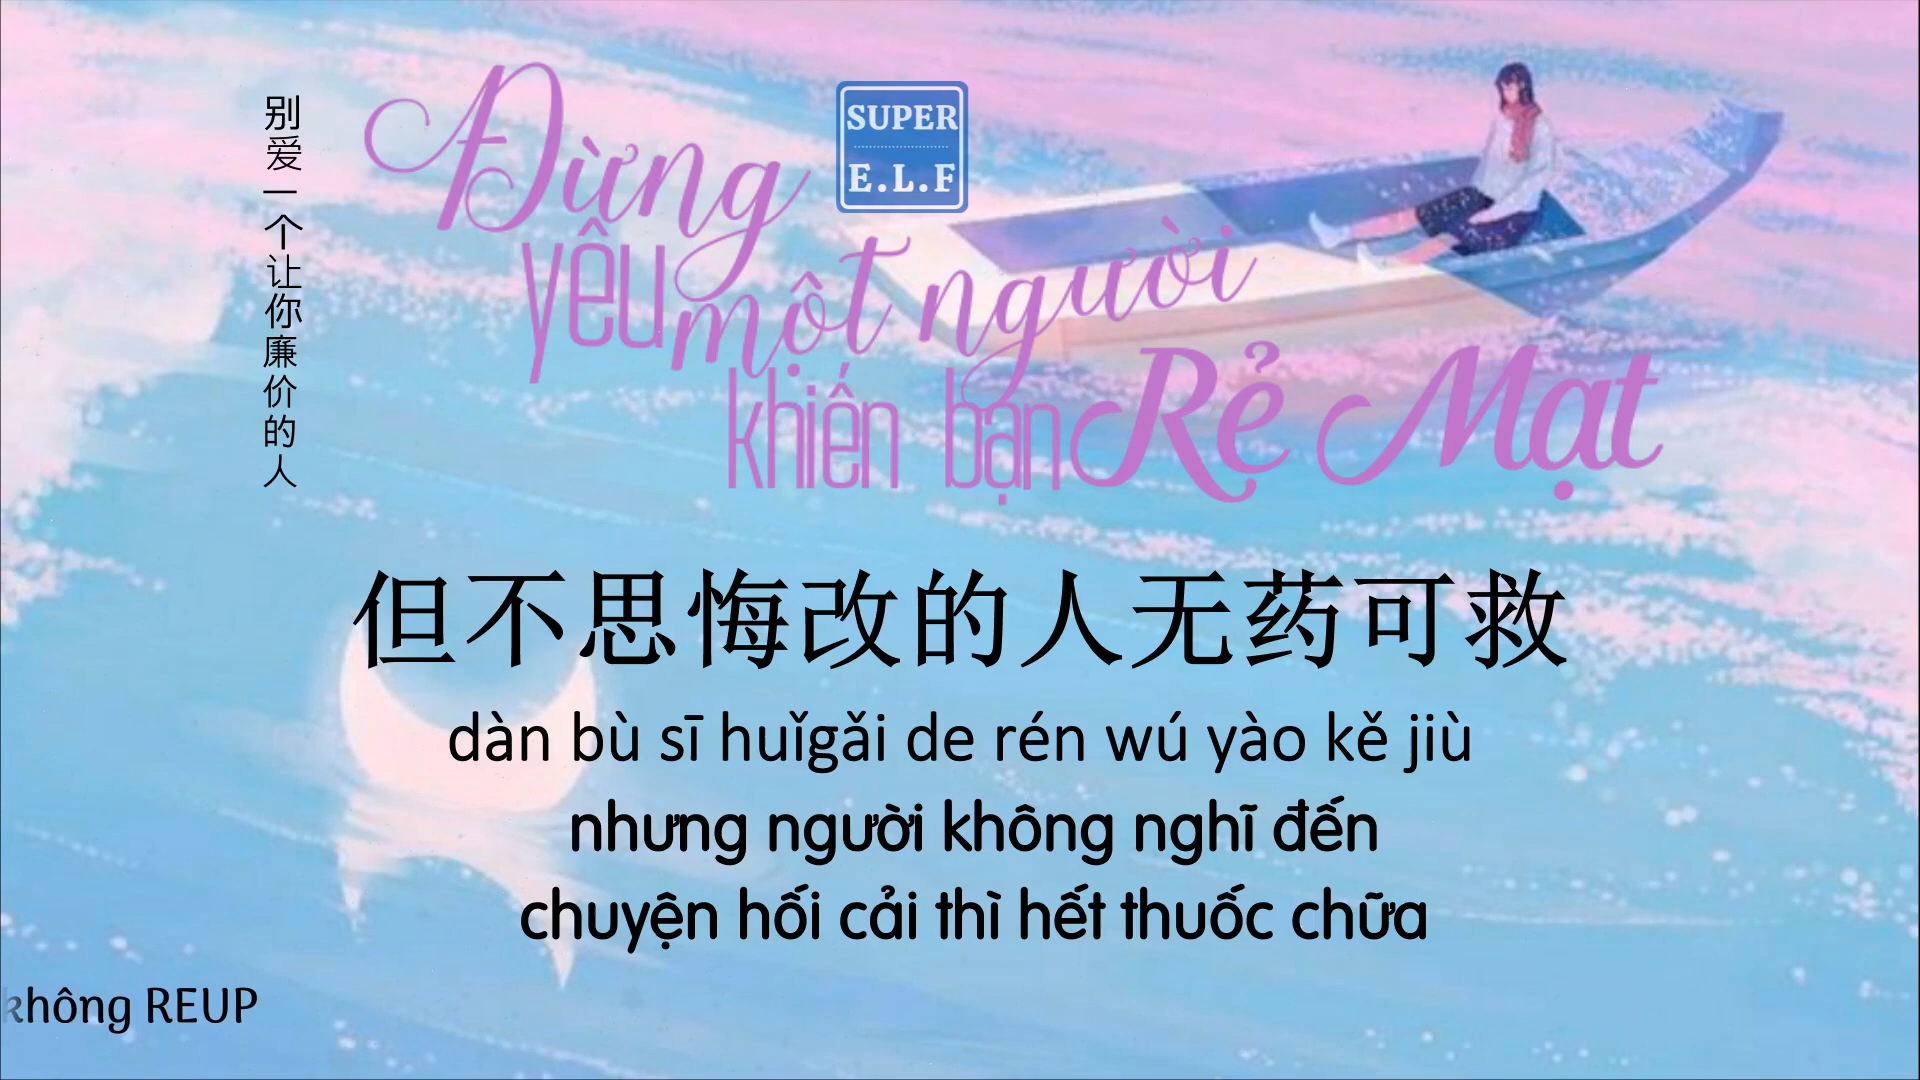 别爱一个让你廉价的人
Đừng
yêu một người
khiến bạn Rẻ Mạt
SUPER
E.L.F
但不思悔改的人无药可救
dàn bù sī huǐgǎi de rén wú yào kě jiù
nhưng người không nghĩ đến
chuyện hối cải thì hết thuốc chữa
không REUP